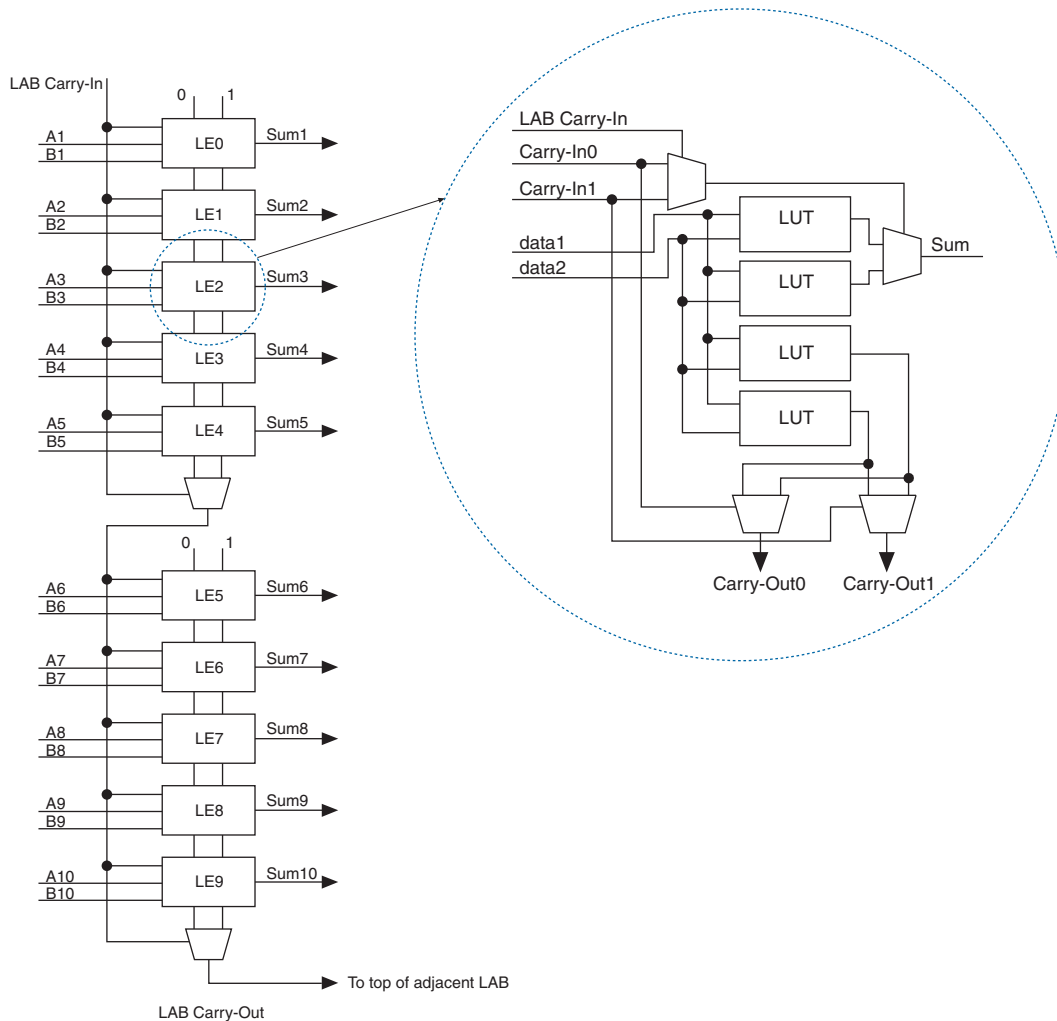 LAB Carry-In
0 1
A1
B1
LE0
Sum1
A2
B2
LE1
Sum2
A3
B3
LE2
Sum3
A4
B4
LE3
Sum4
A5
B5
LE4
Sum5
0 1
A6
B6
LE5
Sum6
A7
B7
LE6
Sum7
A8
B8
LE7
Sum8
A9
B9
LE8
Sum9
A10
B10
LE9
Sum10
To top of adjacent LAB
LAB Carry-Out
LAB Carry-In
Carry-In0
Carry-In1
data1
data2
LUT
LUT
LUT
LUT
Sum
Carry-Out0
Carry-Out1